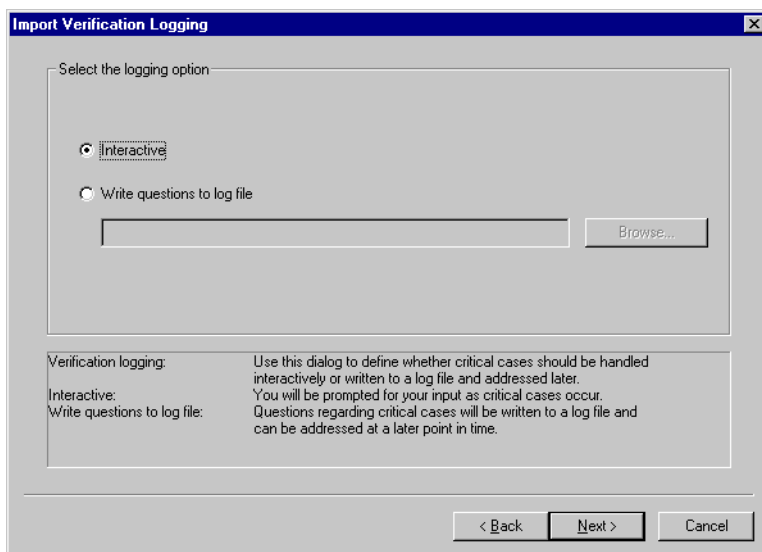 Import Verification Logging
Select the logging option
Interactive
Write questions to log file
Browse...
Verification logging: Use this dialog to define whether critical cases should be handled
interactively or written to a log file and addressed later.
Interactive: You will be prompted for your input as critical cases occur.
Write questions to log file: Questions regarding critical cases will be written to a log file and
can be addressed at a later point in time.
< Back Next > Cancel